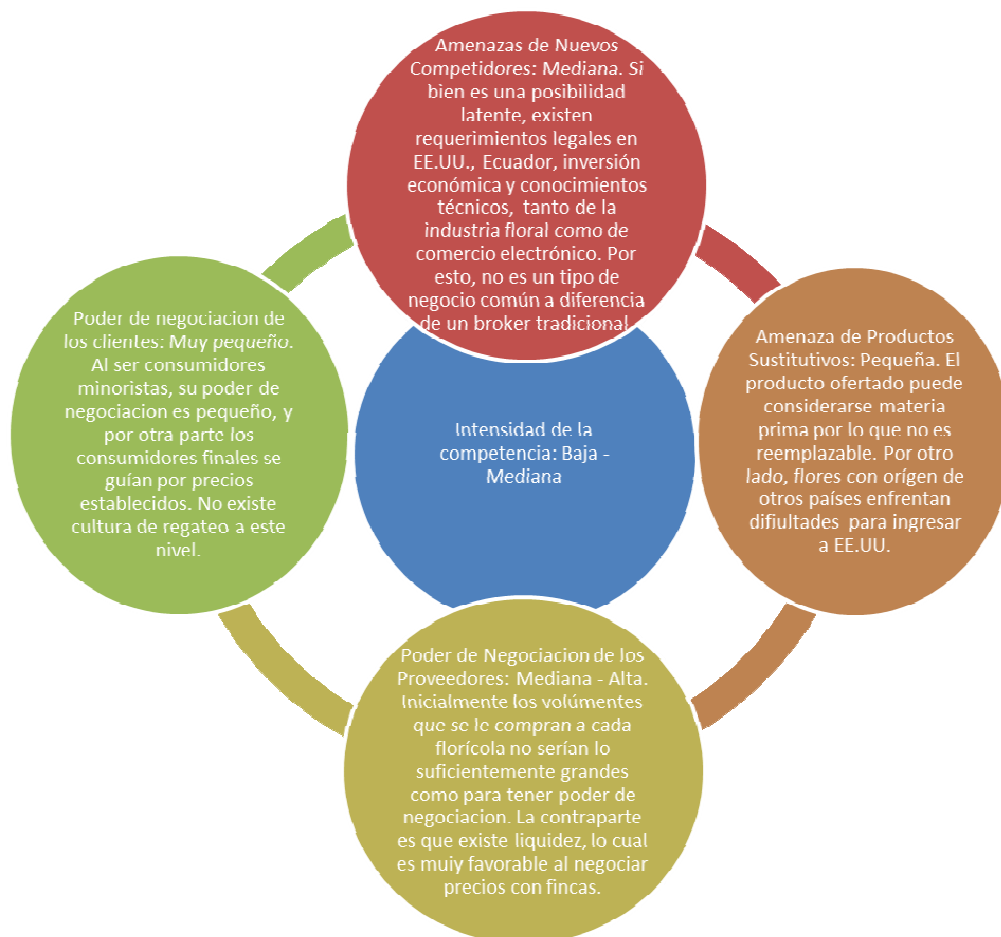 Amenazas de Nuevos
Competidores: Mediana. Si
bien es una posibilidad
latente, existen
requerimientos legales en
EE.UU., Ecuador, inversión
económica y conocimientos
técnicos, tanto de la
industria floral como de
comercio electrónico. Por
esto, no es un tipo de
negocio común a diferencia
de un broker tradicional.
Poder de negociacion de
los clientes: Muy pequeño.
Al ser consumidores
minoristas, su poder de
negociacion es pequeño, y
por otra parte los
consumidores finales se
guían por precios
establecidos. No existe
cultura de regateo a este
nivel.
Intensidad de la
competencia: Baja -
Mediana
Amenaza de Productos
Sustitutivos: Pequeña. El
producto ofertado puede
considerarse materia
prima por lo que no es
reemplazable. Por otro
lado, flores con orígen de
otros países enfrentan
difiultades para ingresar
a EE.UU.
Poder de Negociacion de los
Proveedores: Mediana - Alta.
Inicialmente los volúmentes
que se le compran a cada
florícola no serían lo
suficientemente grandes
como para tener poder de
negociacion. La contraparte
es que existe liquidez, lo cual
es muiy favorable al negociar
precios con fincas.